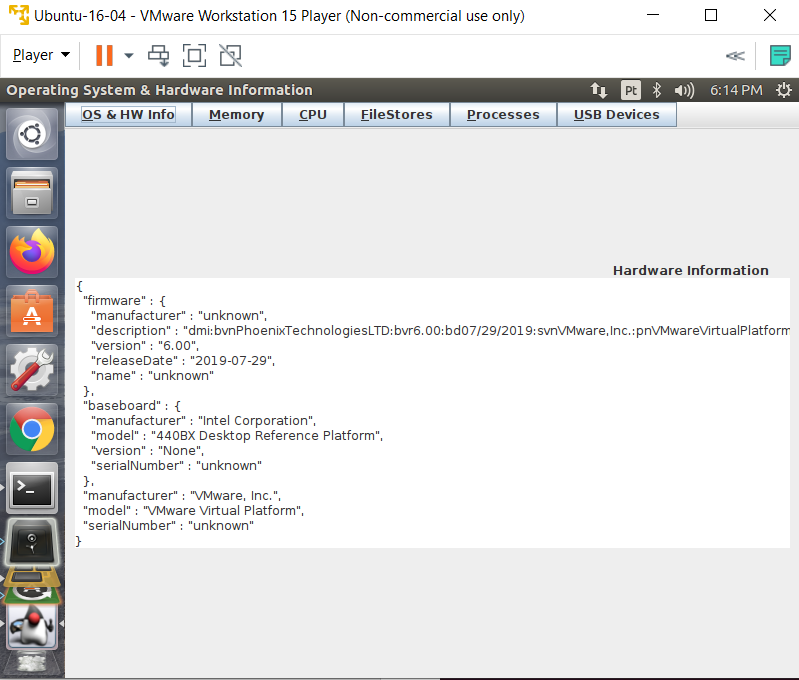 Ubuntu-16-04 - VMware Workstation 15 Player (Non-commercial use only)
Player
Operating System & Hardware Information
Pt
6:14 PM
OS & HW Info
Memory
CPU
FileStores
Processes
USB Devices
Hardware Information
{
"firmware" : {
"manufacturer" : "unknown",
"description" : "dmi:bvnPhoenixTechnologiesLTD:bvr6.00:bd07/29/2019:svnVMware,Inc.:pnVMwareVirtualPlatform
"version" : "6.00",
"releaseDate" : "2019-07-29",
"name" : "unknown"
},
"baseboard" : {
"manufacturer" : "Intel Corporation",
"model" : "440BX Desktop Reference Platform",
"version" : "None",
"serialNumber" : "unknown"
},
"manufacturer" : "VMware, Inc.",
"model" : "VMware Virtual Platform",
"serialNumber" : "unknown"
}